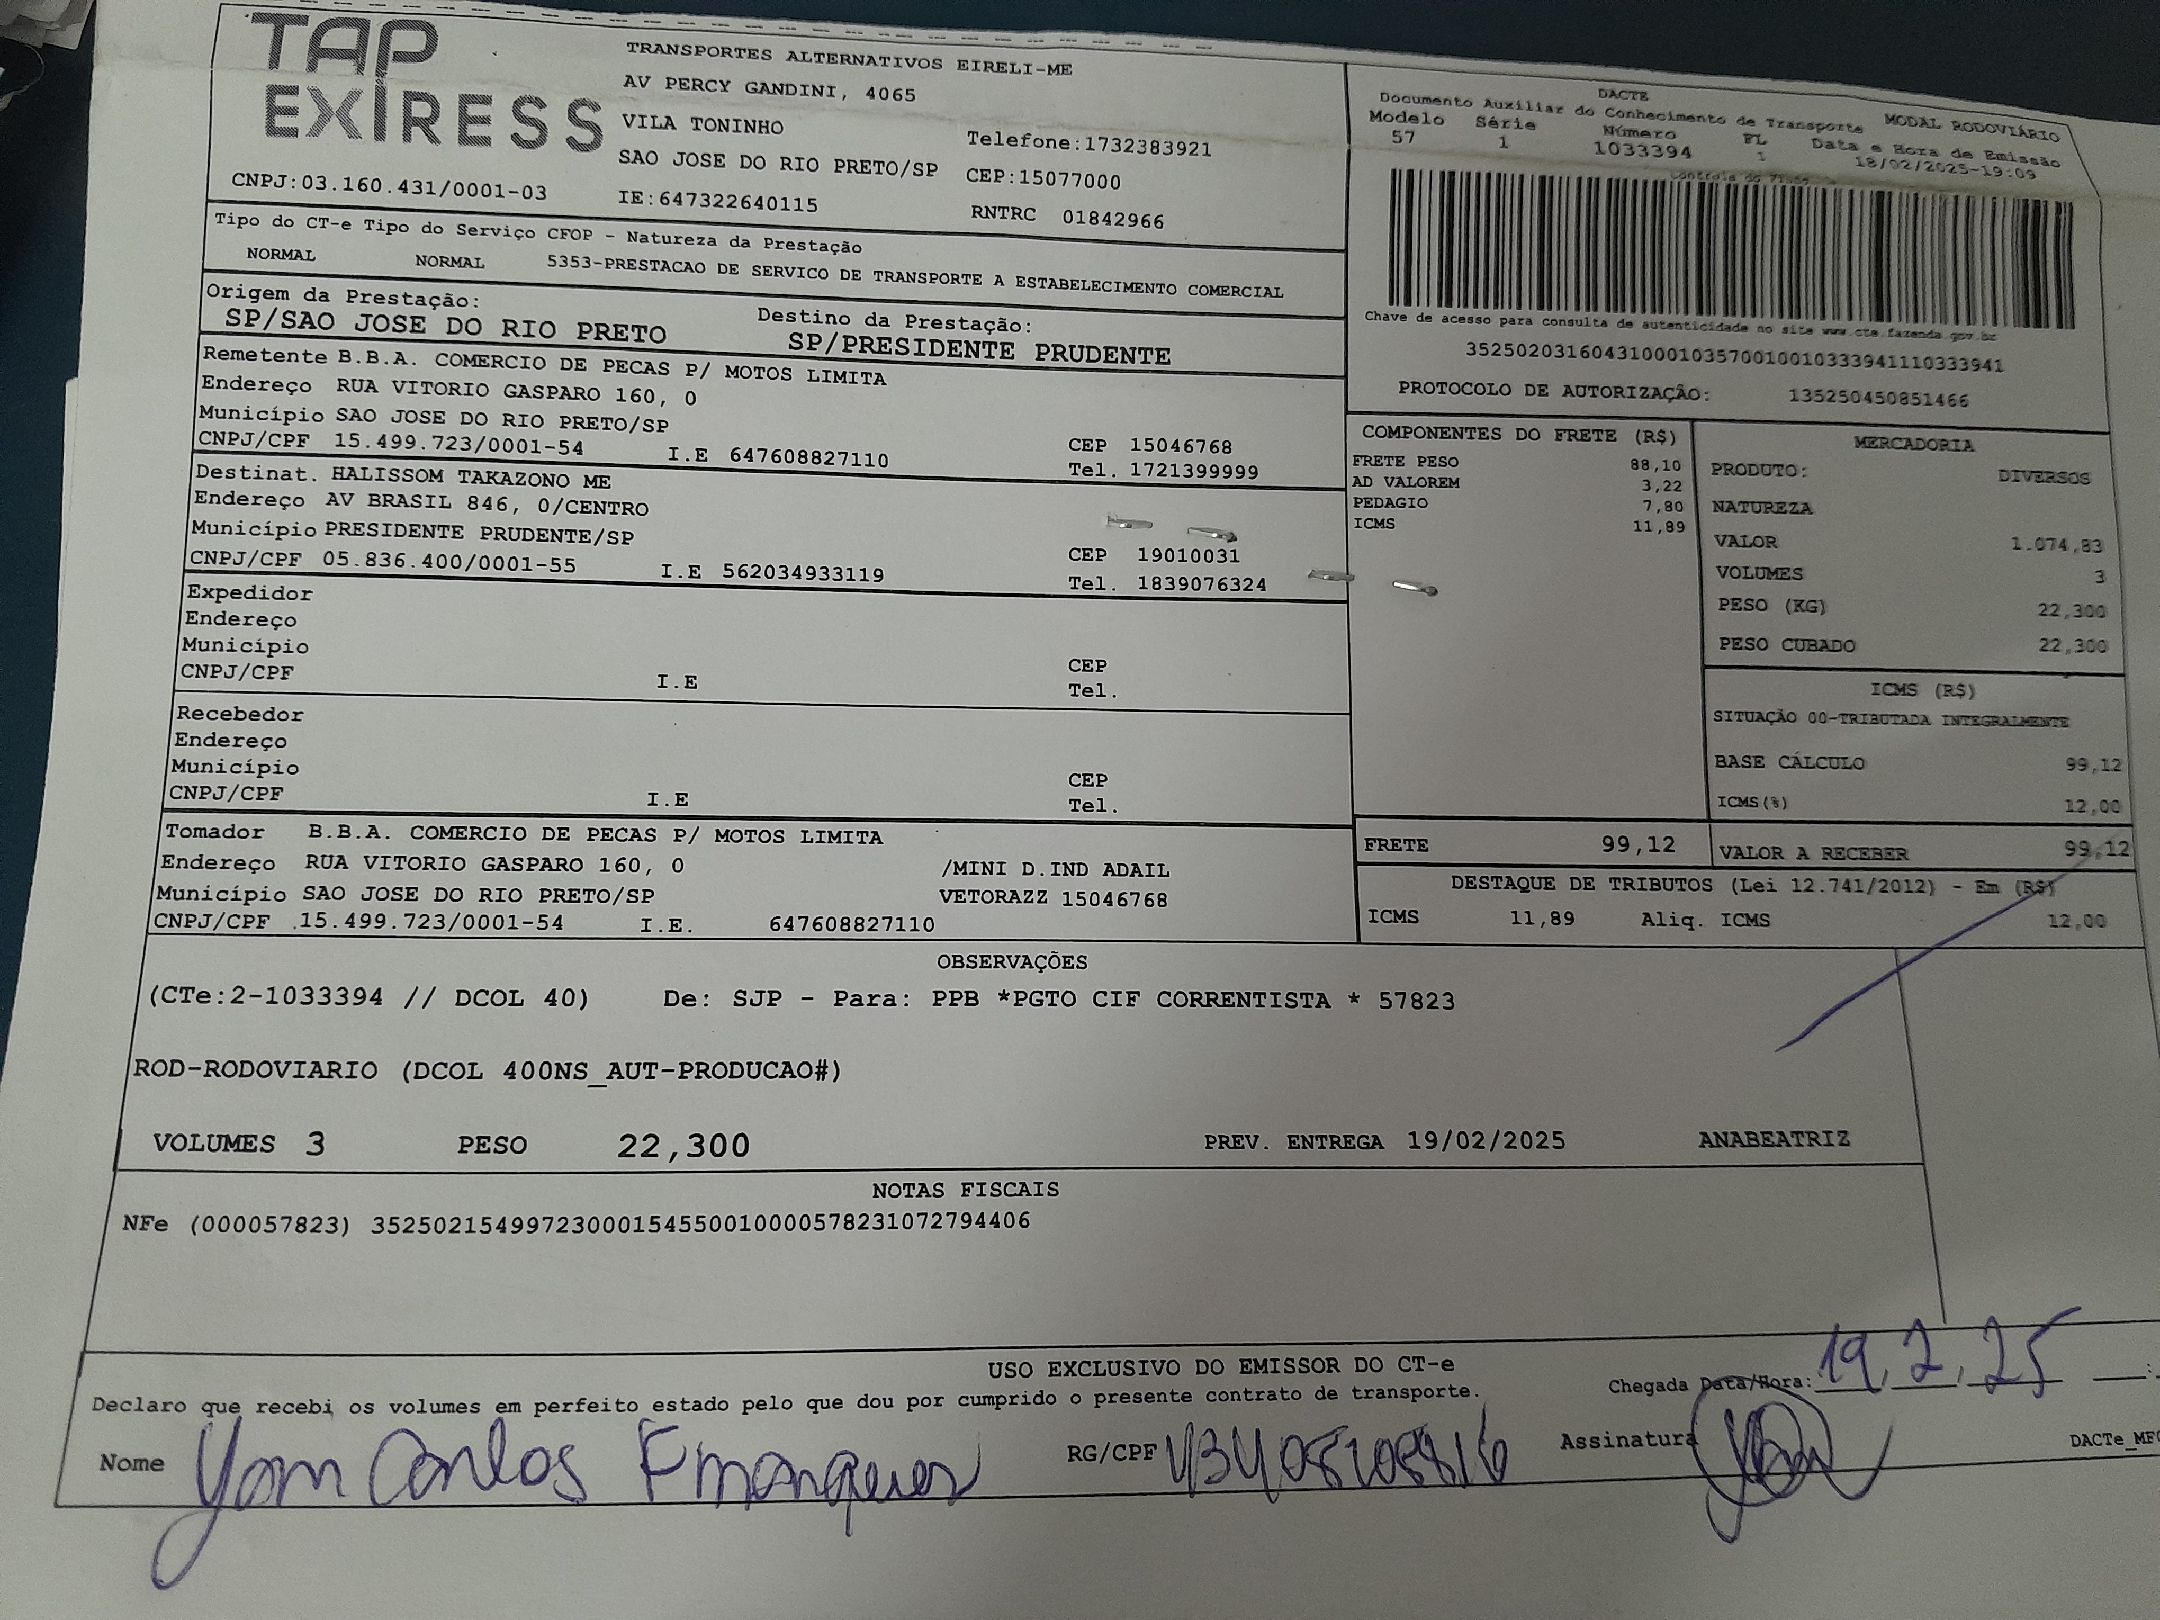 TAP
EXIRESS
TRANSPORTES ALTERNATIVOS EIRELI-ME
AV PERCY GANDINI, 4065
VILA TONINHO
Telefone:1732383921
SAO JOSE DO RIO PRETO/SP CEP:15077000
CNPJ:03.160.431/0001-03 IE:647322640115 RNTRC 01842966
DACTE
Documento Auxiliar do Conhecimento de Transporte MODAL RODOVIÁRIO
Modelo Série Número FL Data e Hora de Emissão
57 1 1033394 1 18/02/2025-19:09
Controle do Fisco
Chave de acesso para consulta de autenticidade no site www.cte.fazenda.gov.br
35250203160431000103570010010333941110333941
PROTOCOLO DE AUTORIZAÇÃO: 135250450851466
Tipo do CT-e Tipo do Serviço CFOP - Natureza da Prestação
NORMAL NORMAL 5353-PRESTACAO DE SERVICO DE TRANSPORTE A ESTABELECIMENTO COMERCIAL
Origem da Prestação: Destino da Prestação:
SP/SAO JOSE DO RIO PRETO SP/PRESIDENTE PRUDENTE
Remetente B.B.A. COMERCIO DE PECAS P/ MOTOS LIMITA
Endereço RUA VITORIO GASPARO 160, 0
Município SAO JOSE DO RIO PRETO/SP CEP 15046768
CNPJ/CPF 15.499.723/0001-54 I.E 647608827110 Tel. 1721399999
Destinat. HALISSOM TAKAZONO ME
Endereço AV BRASIL 846, 0/CENTRO
Município PRESIDENTE PRUDENTE/SP CEP 19010031
CNPJ/CPF 05.836.400/0001-55 I.E 562034933119 Tel. 1839076324
Expedidor
Endereço
Município CEP
CNPJ/CPF I.E Tel.
Recebedor
Endereço
Município CEP
CNPJ/CPF I.E Tel.
Tomador B.B.A. COMERCIO DE PECAS P/ MOTOS LIMITA
Endereço RUA VITORIO GASPARO 160, 0 /MINI D.IND ADAIL
Município SAO JOSE DO RIO PRETO/SP VETORAZZ 15046768
CNPJ/CPF .15.499.723/0001-54 I.E. 647608827110
COMPONENTES DO FRETE (R$)
FRETE PESO 88,10
AD VALOREM 3,22
PEDAGIO 7,80
ICMS 11,89
MERCADORIA
PRODUTO: DIVERSOS
NATUREZA
VALOR 1.074,83
VOLUMES 3
PESO (KG) 22,300
PESO CUBADO 22,300
ICMS (R$)
SITUAÇÃO 00-TRIBUTADA INTEGRALMENTE
BASE CÁLCULO 99,12
ICMS(%) 12,00
FRETE 99,12 VALOR A RECEBER 99,12
DESTAQUE DE TRIBUTOS (Lei 12.741/2012) - Em (R$)
ICMS 11,89 Aliq. ICMS 12,00
OBSERVAÇÕES
(CTe:2-1033394 // DCOL 40) De: SJP - Para: PPB *PGTO CIF CORRENTISTA * 57823
ROD-RODOVIARIO (DCOL 400NS_AUT-PRODUCAO#)
VOLUMES 3 PESO 22,300 PREV. ENTREGA 19/02/2025 ANABEATRIZ
NOTAS FISCAIS
NFe (000057823) 35250215499723000154550010000578231072794406
USO EXCLUSIVO DO EMISSOR DO CT-e
Declaro que recebi os volumes em perfeito estado pelo que dou por cumprido o presente contrato de transporte.
Chegada Data/Hora: 19, 2, 25
Nome Carlos F RG/CPF Assinatura
DACTe_MF